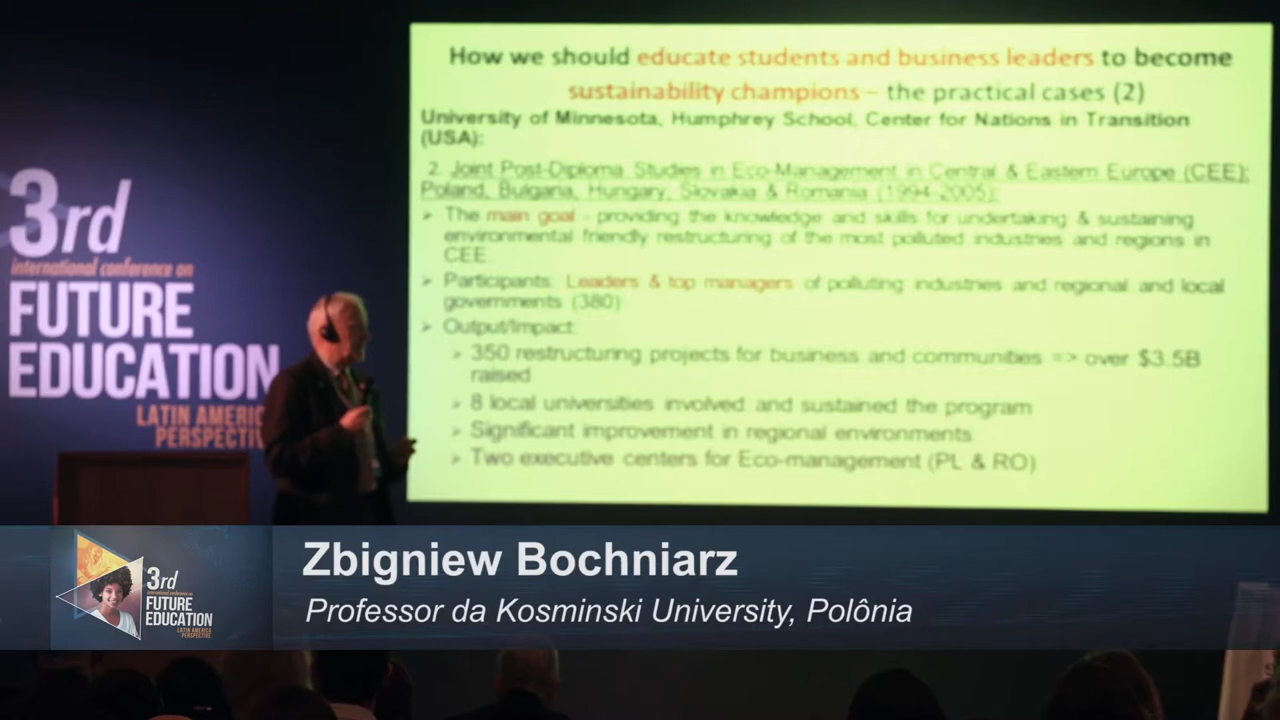 How we should educate students and business leaders to become
sustainability champions – the practical cases (2)
University of Minnesota, Humphrey School, Center for Nations in Transition
(USA):
2. Joint Post-Diploma Studies in Eco-Management in Central & Eastern Europe (CEE):
Poland, Bulgaria, Hungary, Slovakia & Romania (1994-2005):
➢ The main goal - providing the knowledge and skills for undertaking & sustaining
environmental friendly restructuring of the most polluted industries and regions in
CEE.
➢ Participants: Leaders & top managers of polluting industries and regional and local
governments (380)
➢ Output/Impact:
➢ 350 restructuring projects for business and communities => over $3.5B
raised
➢ 8 local universities involved and sustained the program
➢ Significant improvement in regional environments
➢ Two executive centers for Eco-management (PL & RO)
3rd
international conference on
FUTURE
EDUCATION
LATIN AMERIC
PERSPECTIV
Zbigniew Bochniarz
Professor da Kosminski University, Polônia
3rd
international conference on
FUTURE
EDUCATION
LATIN AMERICA
PERSPECTIVE